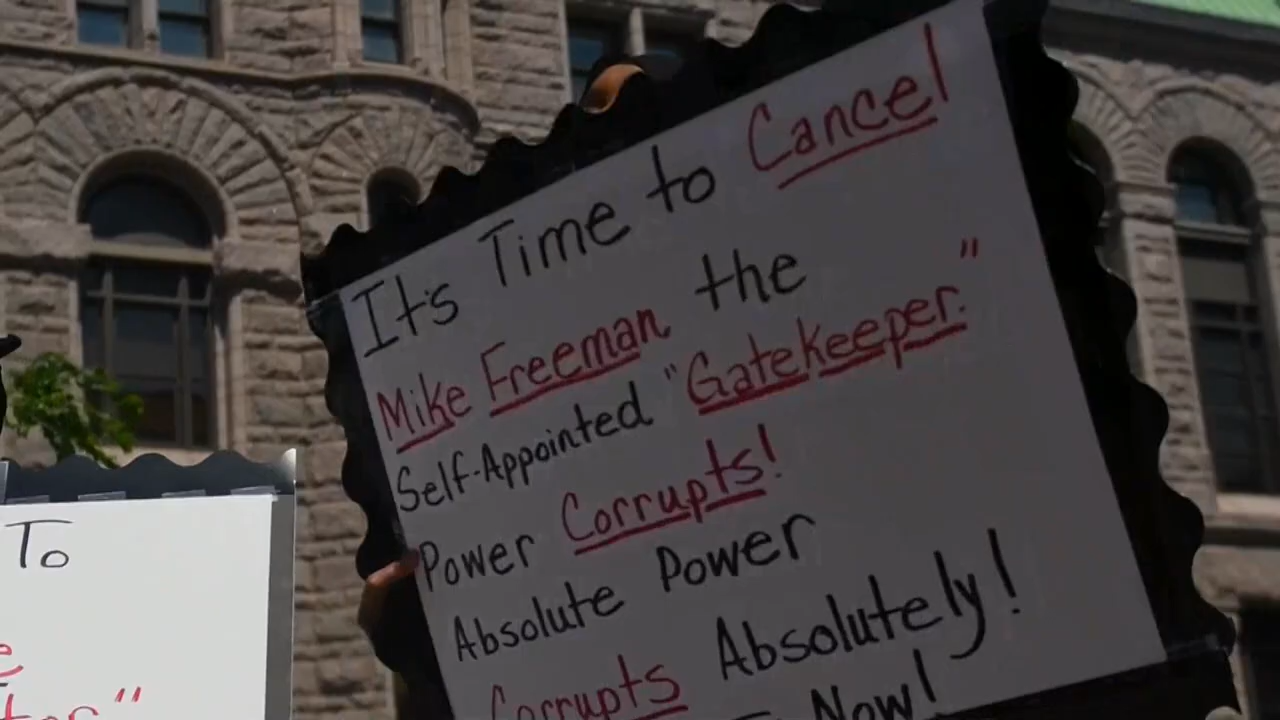 It's Time to Cancel
Mike Freeman the
Self-Appointed "Gatekeeper."
Power Corrupts!
Absolute Power
Corrupts Absolutely!
Now!
To